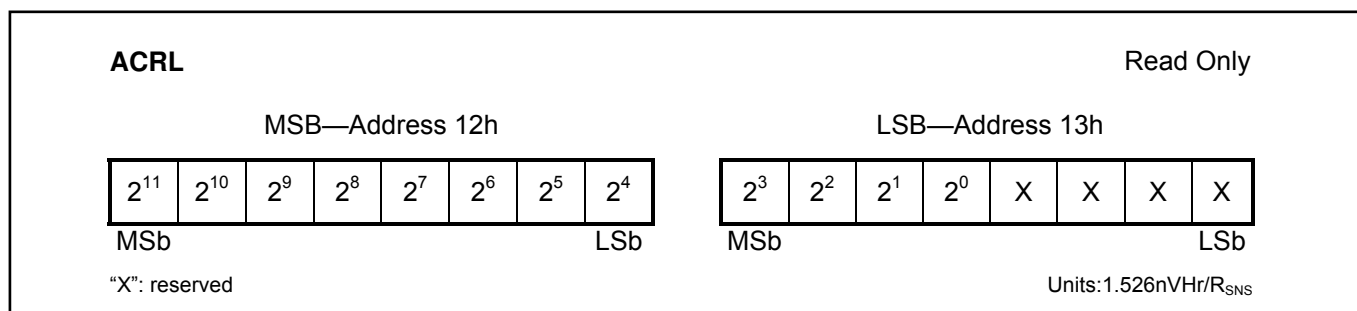 ACRL Read Only
MSB—Address 12h LSB—Address 13h
2¹¹ 2¹⁰ 2⁹ 2⁸ 2⁷ 2⁶ 2⁵ 2⁴ 2³ 2² 2¹ 2⁰ X X X X
MSb LSb MSb LSb
“X”: reserved Units:1.526nVHr/RSNS